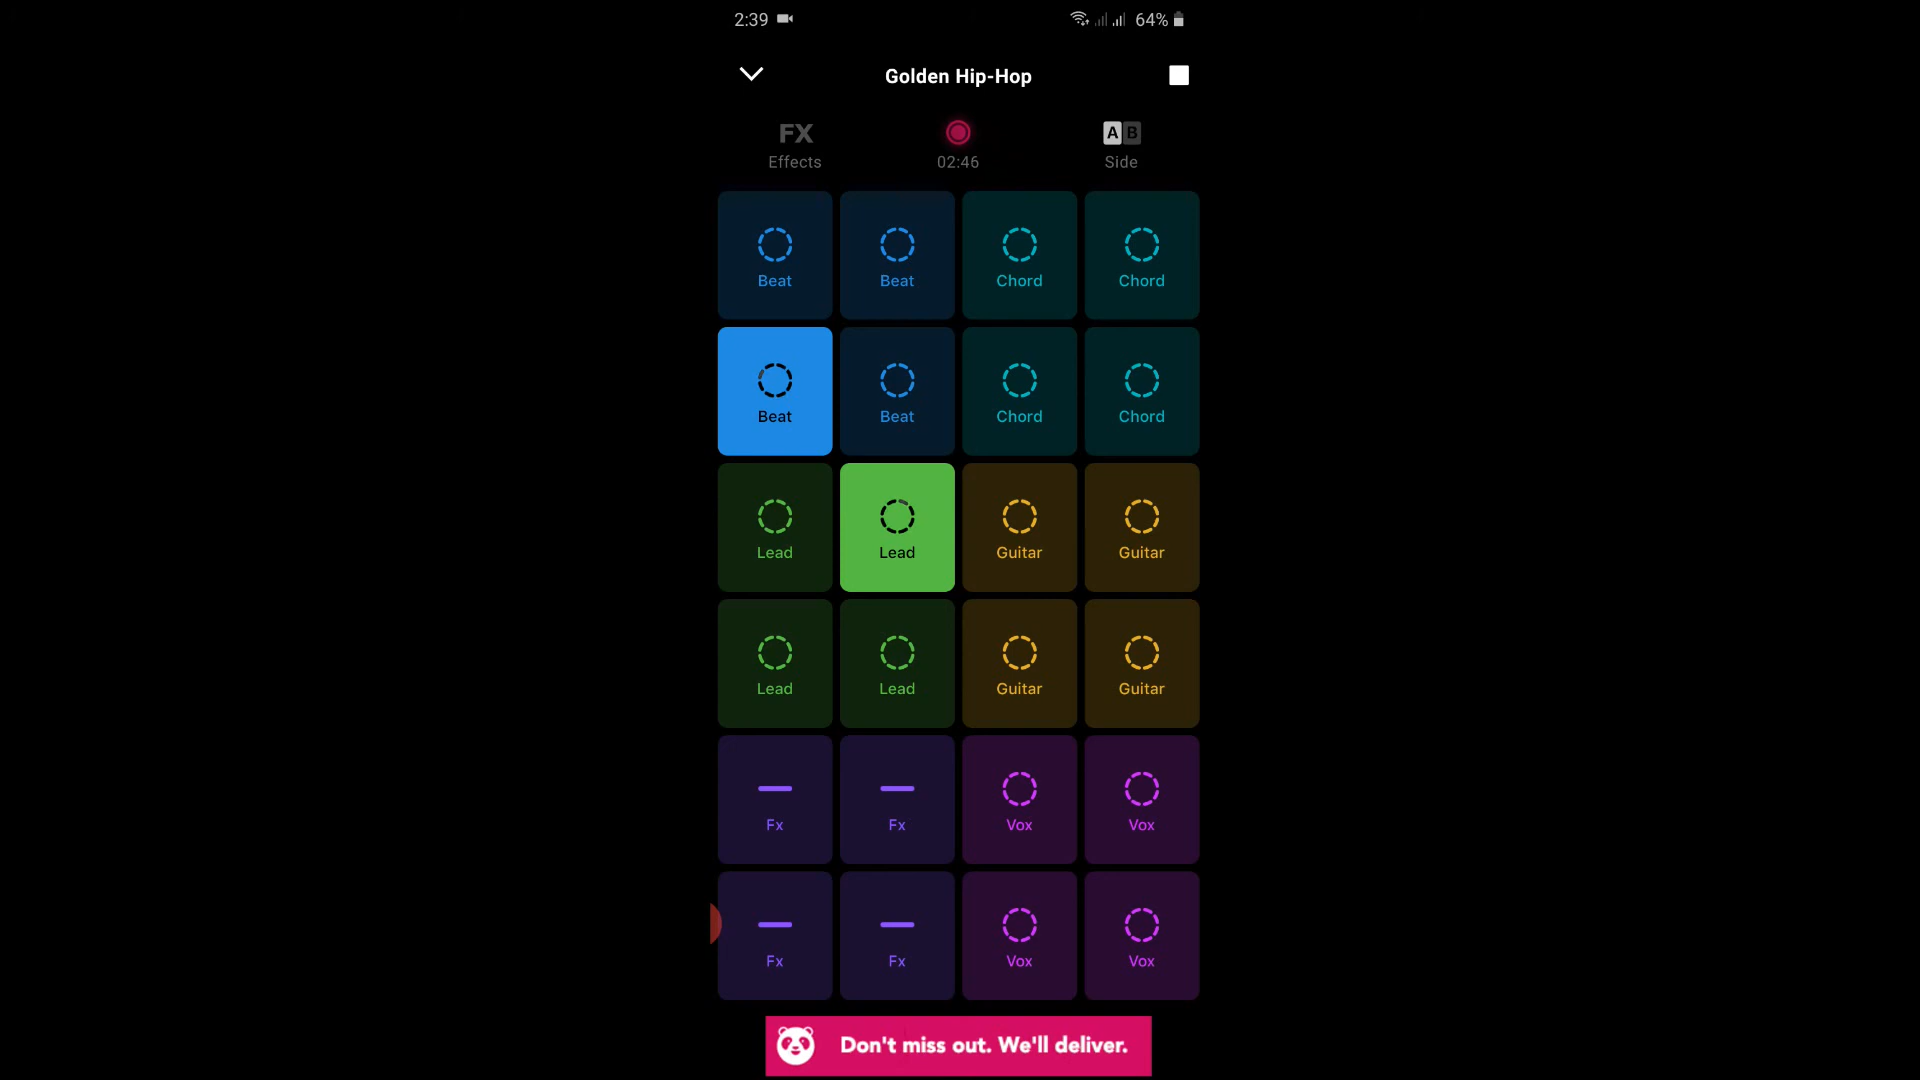 2:39 64%
Golden Hip-Hop
FX A B
Effects 02:46 Side
Beat Beat Chord Chord
Beat Beat Chord Chord
Lead Lead Guitar Guitar
Lead Lead Guitar Guitar
Fx Fx Vox Vox
Fx Fx Vox Vox
Don't miss out. We'll deliver.